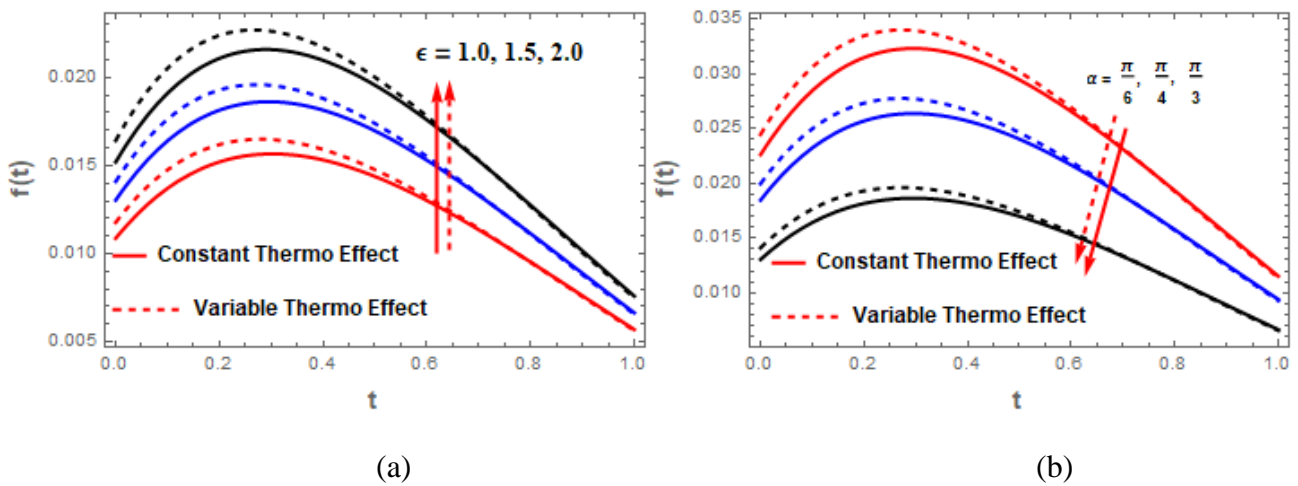 0.020
0.015
0.010
0.005
f(t)
ϵ = 1.0, 1.5, 2.0
Constant Thermo Effect
Variable Thermo Effect
0.0 0.2 0.4 0.6 0.8 1.0
t
(a)
0.035
0.030
0.025
0.020
0.015
0.010
f(t)
α = π/6, π/4, π/3
Constant Thermo Effect
Variable Thermo Effect
0.0 0.2 0.4 0.6 0.8 1.0
t
(b)